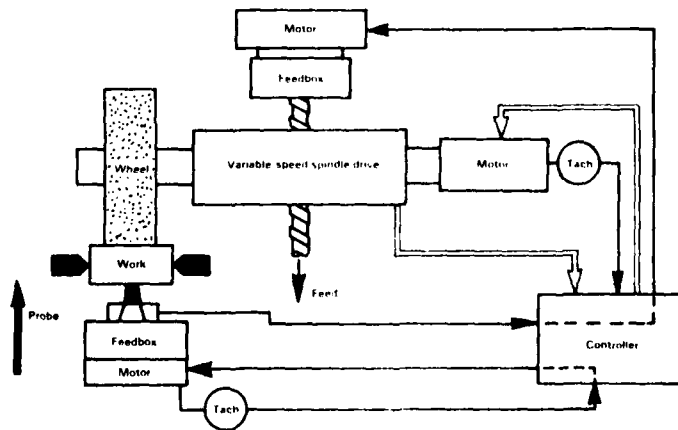 Motor
Feedbox
Wheel
Variable speed spindle drive
Motor
Tach
Work
Feed
Probe
Feedbox
Controller
Motor
Tach